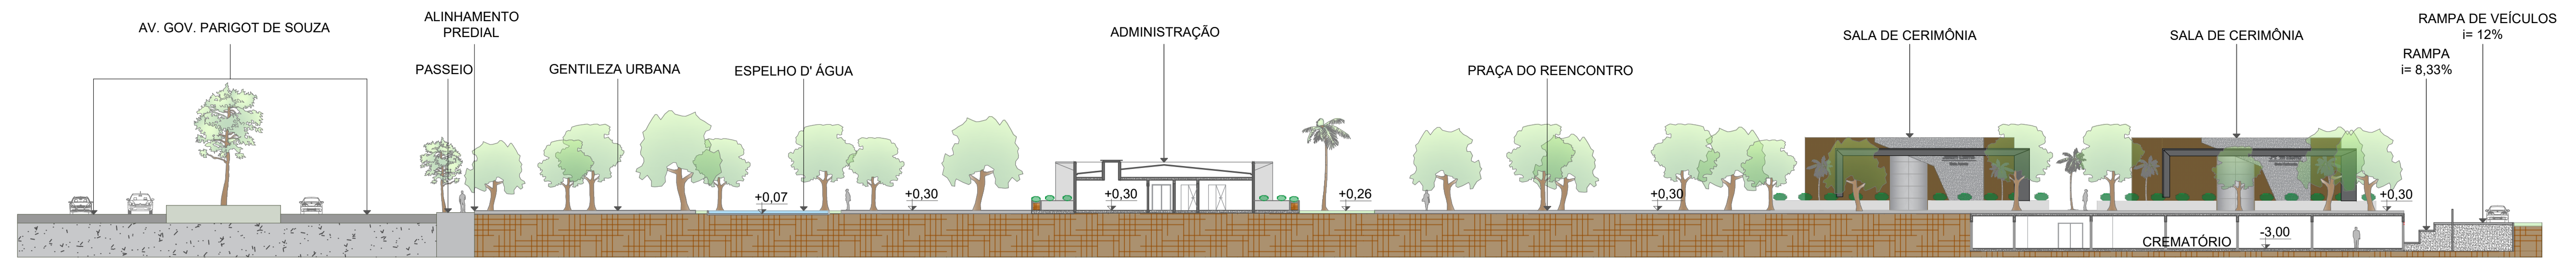 AV. GOV. PARIGOT DE SOUZA
ALINHAMENTO
PREDIAL
PASSEIO
GENTILEZA URBANA
ESPELHO D' ÁGUA
ADMINISTRAÇÃO
PRAÇA DO REENCONTRO
SALA DE CERIMÔNIA
SALA DE CERIMÔNIA
RAMPA DE VEÍCULOS
i= 12%
RAMPA
i= 8,33%
+0,07
+0,30
+0,30
+0,26
+0,30
+0,30
CREMATÓRIO
-3,00